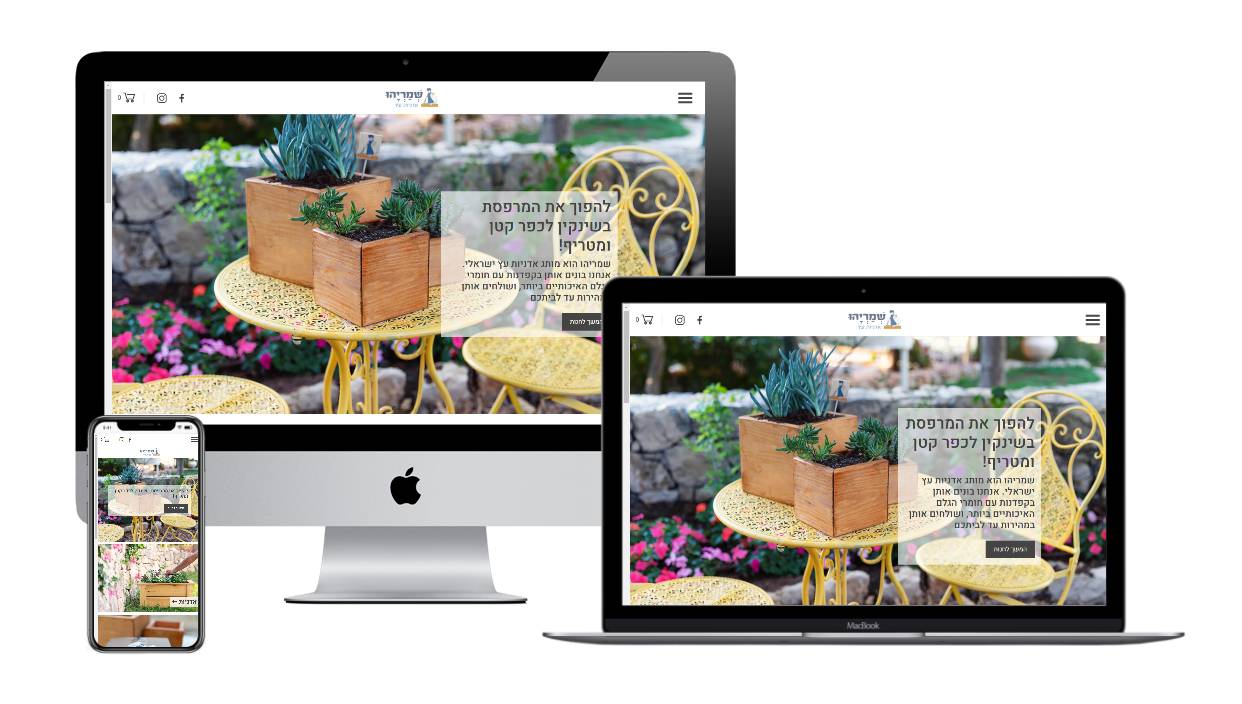 0
שְׁמַרְיָהוּ
אדניות עץ
להפוך את המרפסת
בשינקין לכפר קטן
ומטריף!
שמריהו הוא מותג אדניות עץ ישראלי.
אנחנו בונים אותן בקפדנות עם חומרי
הגלם האיכותיים ביותר, ושולחים אותן
במהירות עד לביתכם
המשך לחנות
0
שְׁמַרְיָהוּ
אדניות עץ
להפוך את המרפסת
בשינקין לכפר קטן
ומטריף!
שמריהו הוא מותג אדניות עץ
ישראלי. אנחנו בונים אותן
בקפדנות עם חומרי הגלם
האיכותיים ביותר, ושולחים אותן
במהירות עד לביתכם
המשך לחנות
MacBook
אדניות ←